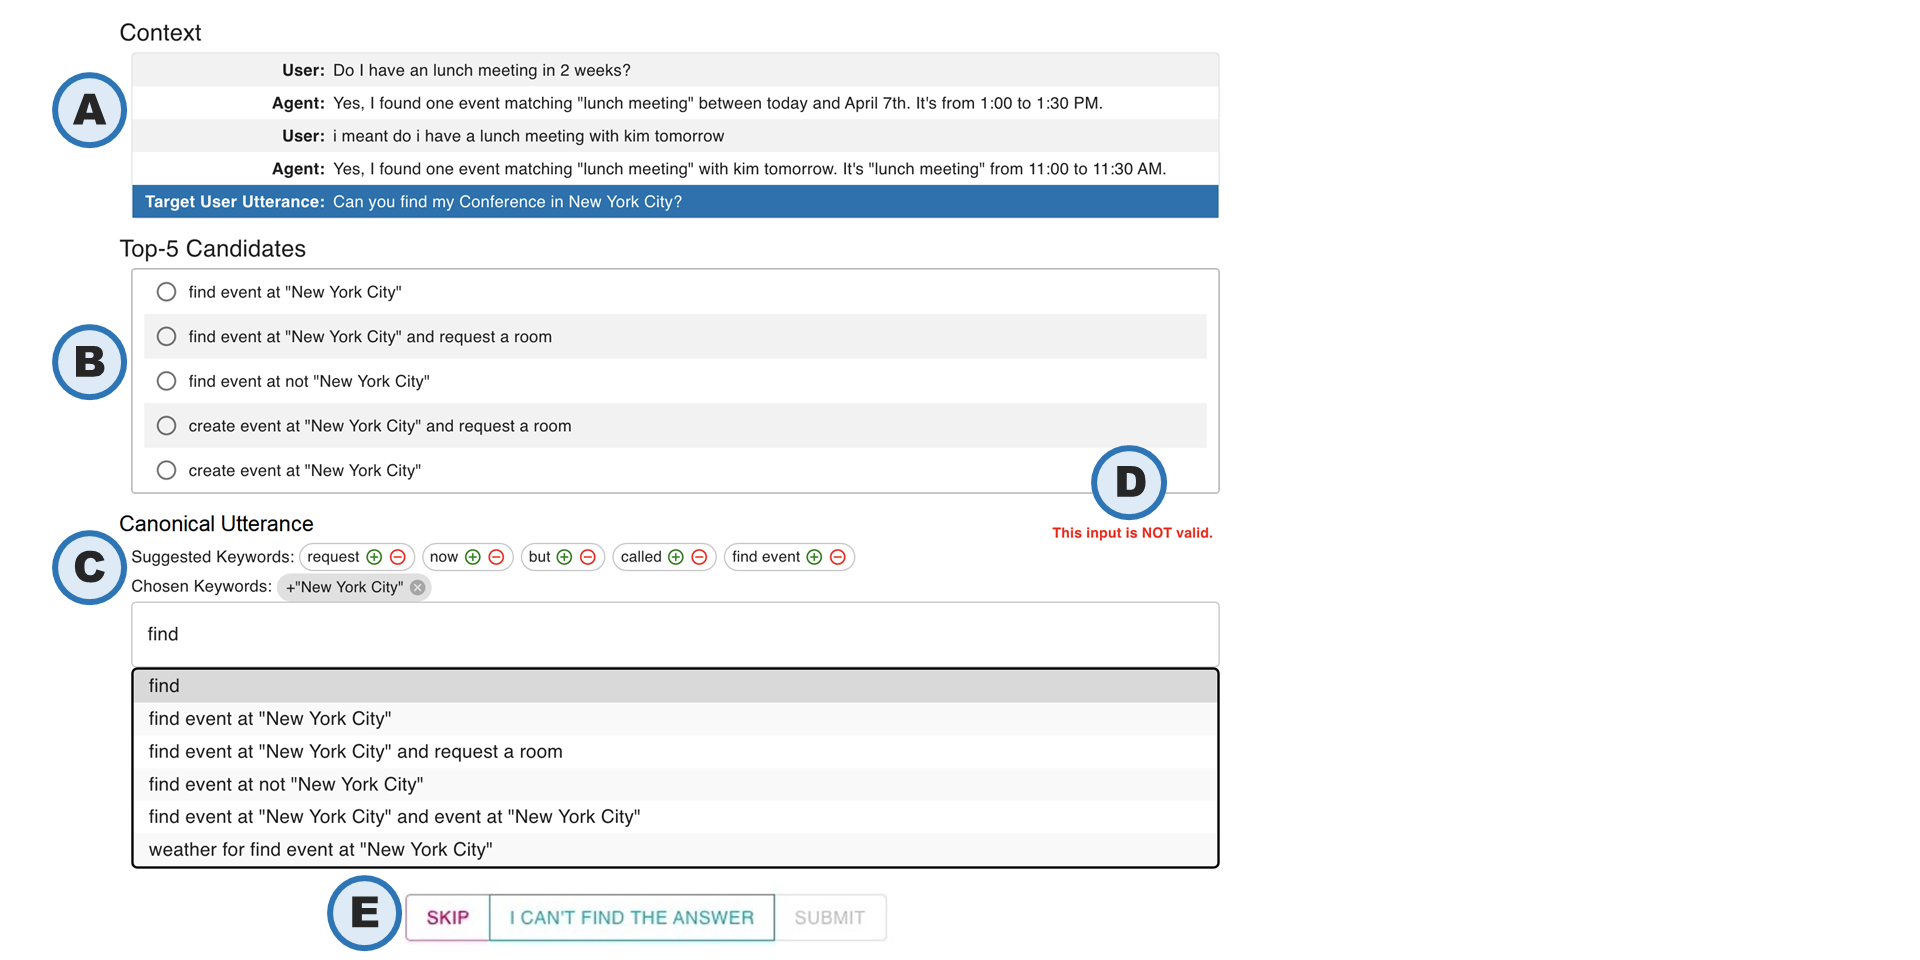 Context
A
User: Do I have an lunch meeting in 2 weeks?
Agent: Yes, I found one event matching "lunch meeting" between today and April 7th. It's from 1:00 to 1:30 PM.
User: i meant do i have a lunch meeting with kim tomorrow
Agent: Yes, I found one event matching "lunch meeting" with kim tomorrow. It's "lunch meeting" from 11:00 to 11:30 AM.
Target User Utterance: Can you find my Conference in New York City?
Top-5 Candidates
B
find event at "New York City"
find event at "New York City" and request a room
find event at not "New York City"
create event at "New York City" and request a room
create event at "New York City"
D
Canonical Utterance
This input is NOT valid.
C
Suggested Keywords: request now but called find event
Chosen Keywords: +"New York City"
find
find
find event at "New York City"
find event at "New York City" and request a room
find event at not "New York City"
find event at "New York City" and event at "New York City"
weather for find event at "New York City"
E
SKIP I CAN'T FIND THE ANSWER SUBMIT